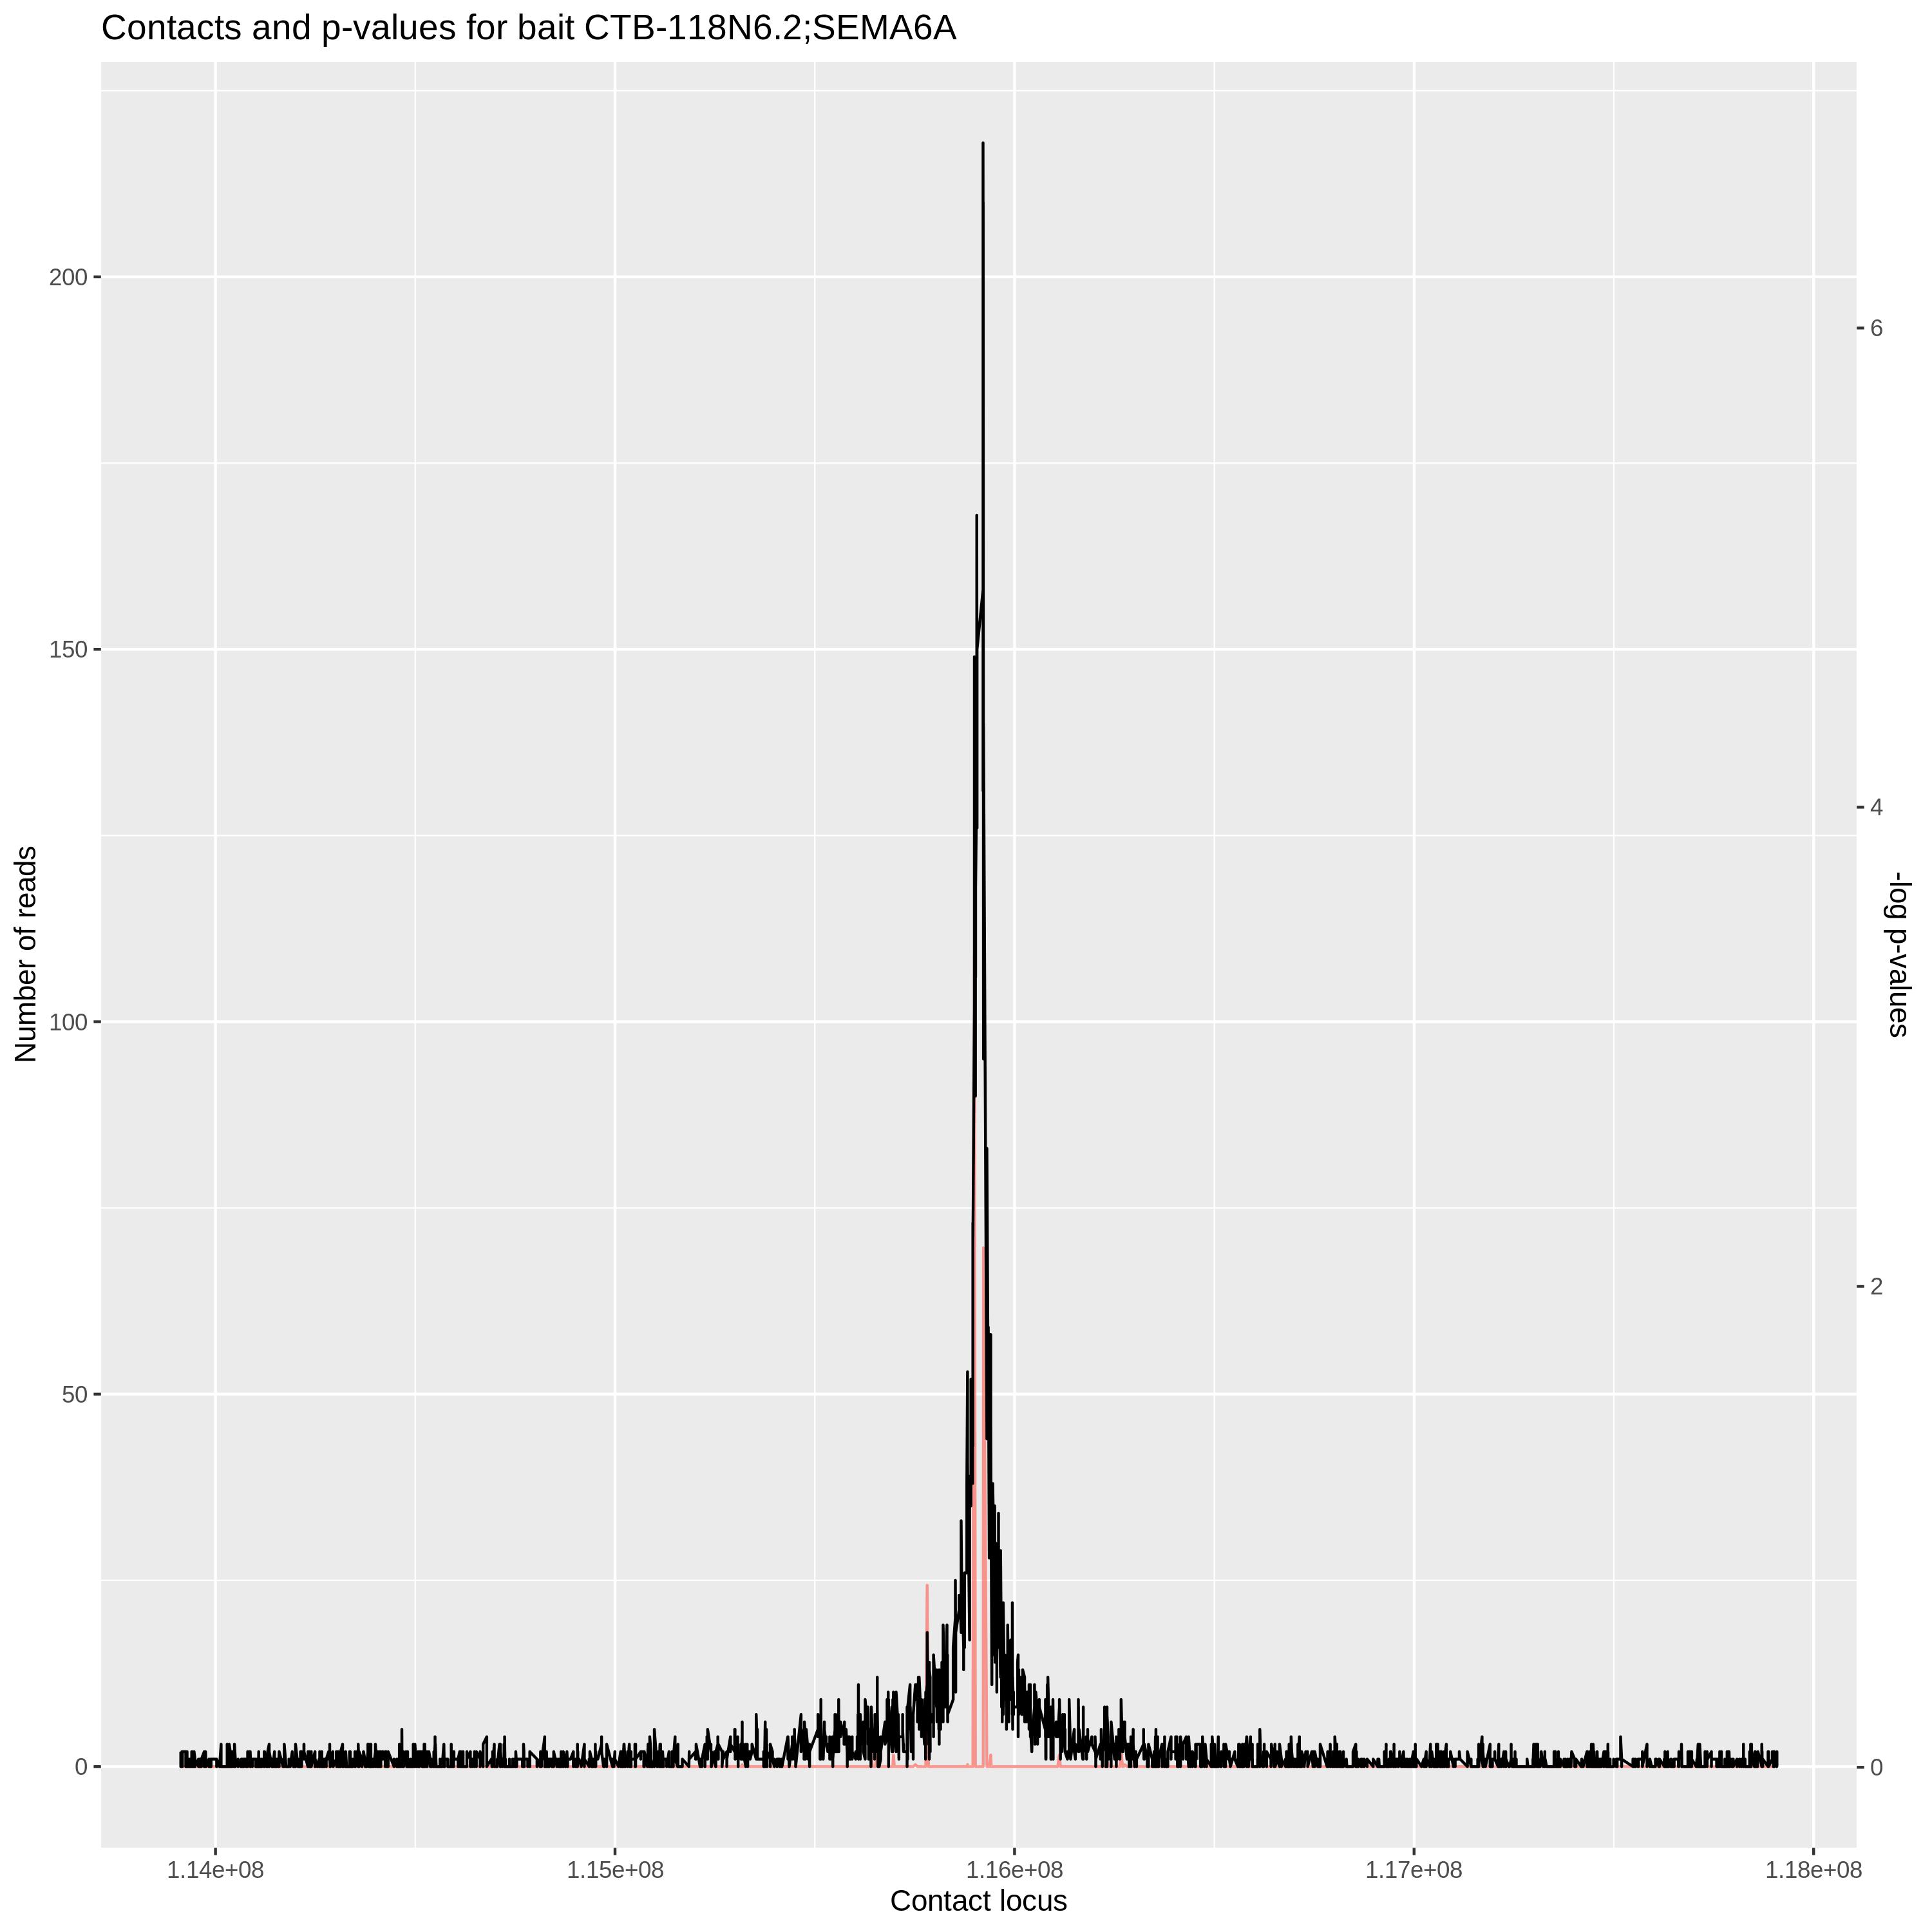 Contacts and p-values for bait CTB-118N6.2;SEMA6A
200
150
100
50
0
Number of reads
6
4
2
0
-log p-values
1.14e+08
1.15e+08
1.16e+08
1.17e+08
1.18e+08
Contact locus